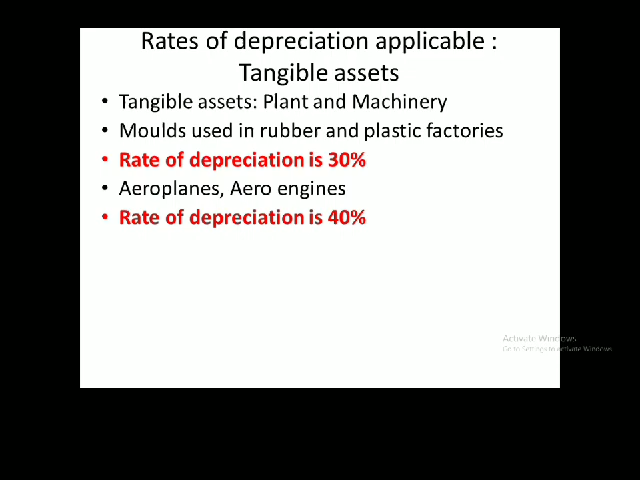 Rates of depreciation applicable :
Tangible assets
• Tangible assets: Plant and Machinery
• Moulds used in rubber and plastic factories
• Rate of depreciation is 30%
• Aeroplanes, Aero engines
• Rate of depreciation is 40%
Activate Windows
Go to Settings to activate Windows.